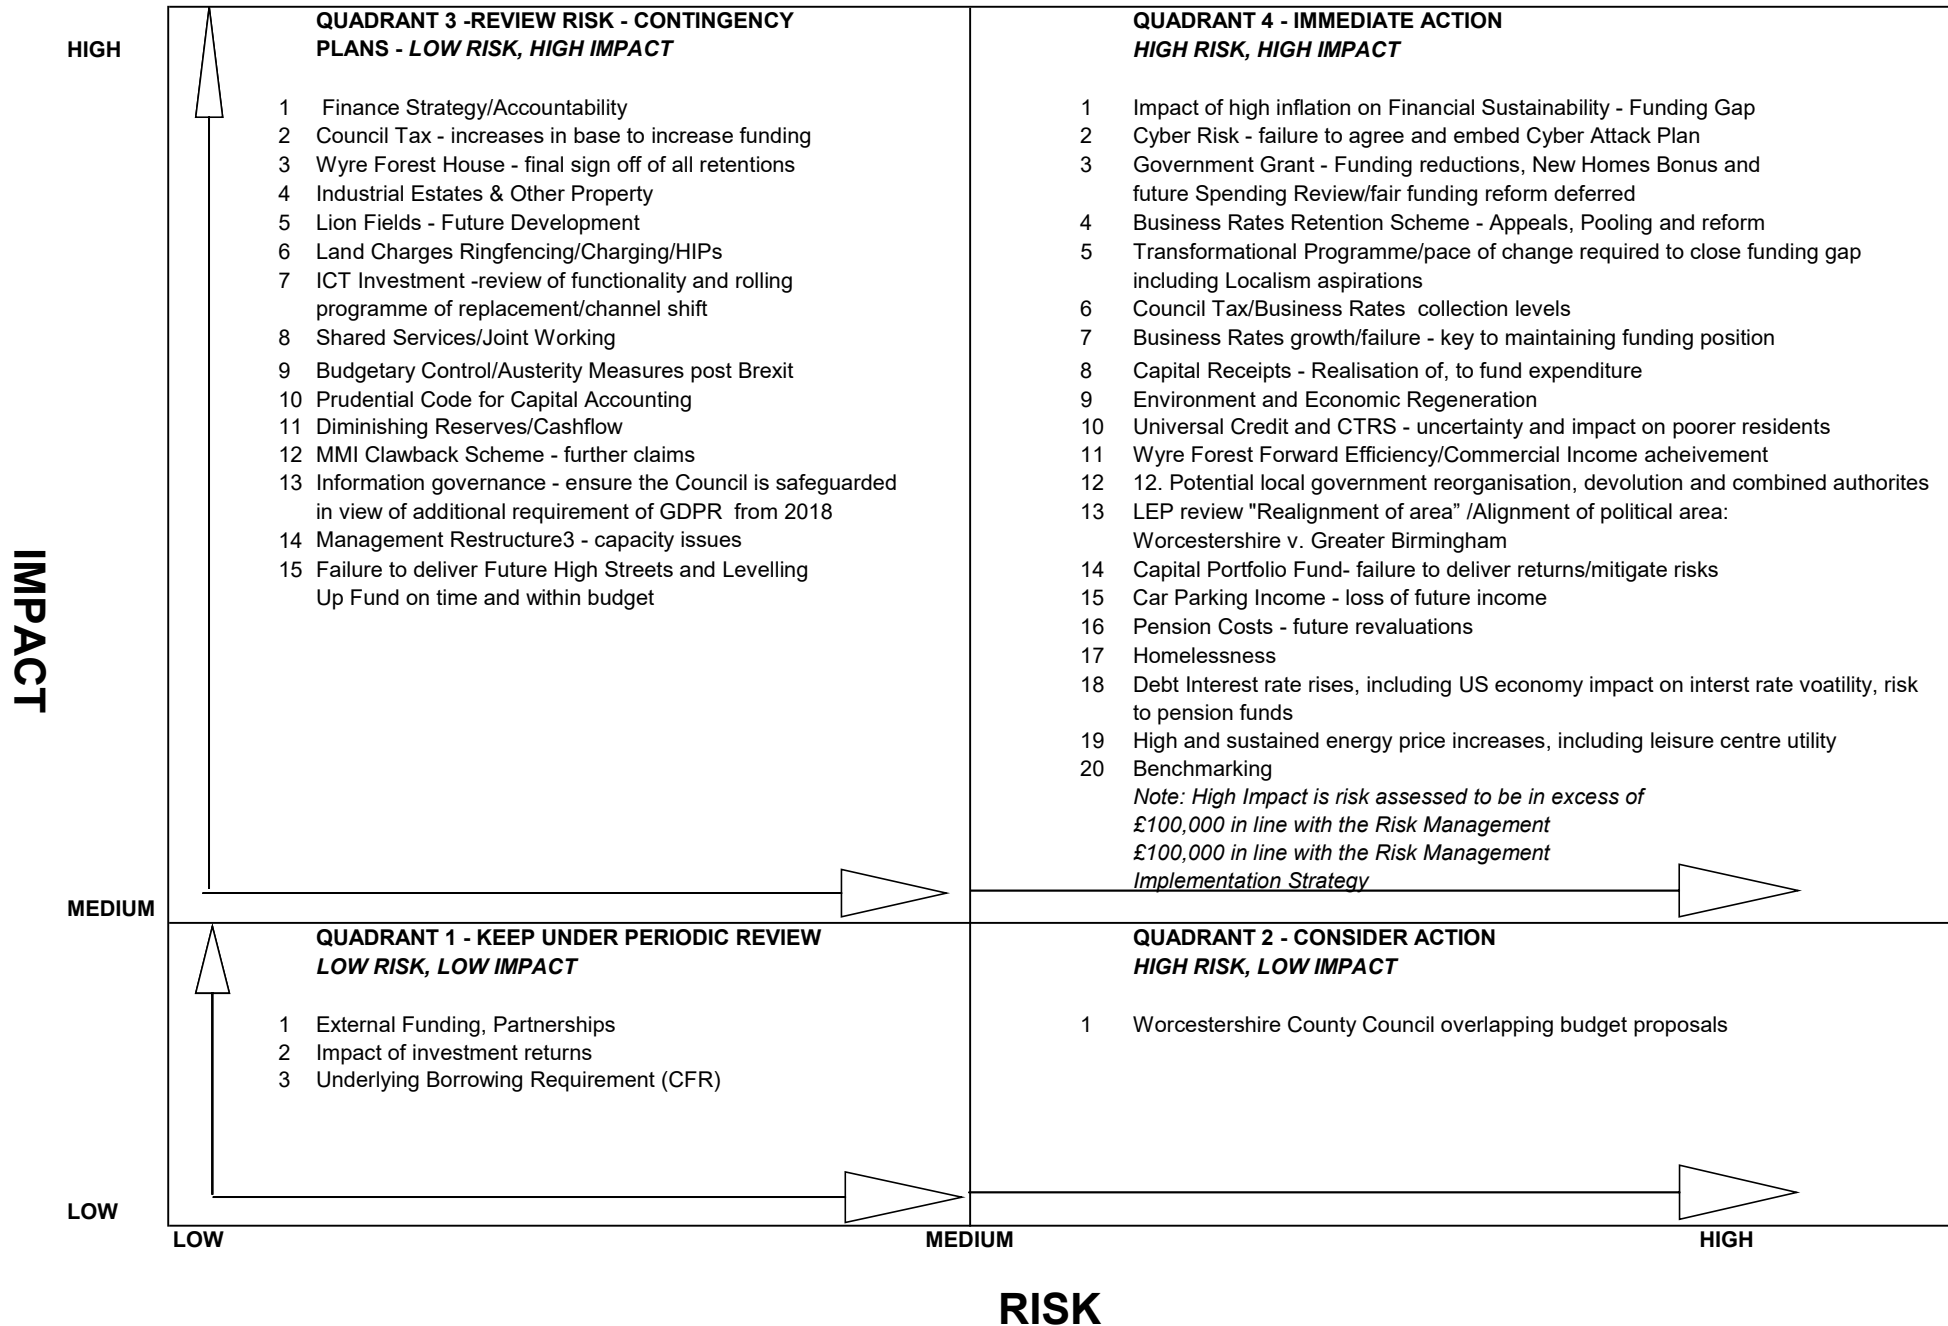 HIGH
QUADRANT 3 -REVIEW RISK - CONTINGENCY
PLANS - LOW RISK, HIGH IMPACT
1 Finance Strategy/Accountability
2 Council Tax - increases in base to increase funding
3 Wyre Forest House - final sign off of all retentions
4 Industrial Estates & Other Property
5 Lion Fields - Future Development
6 Land Charges Ringfencing/Charging/HIPs
7 ICT Investment -review of functionality and rolling
programme of replacement/channel shift
8 Shared Services/Joint Working
9 Budgetary Control/Austerity Measures post Brexit
10 Prudential Code for Capital Accounting
11 Diminishing Reserves/Cashflow
12 MMI Clawback Scheme - further claims
13 Information governance - ensure the Council is safeguarded
in view of additional requirement of GDPR from 2018
14 Management Restructure3 - capacity issues
15 Failure to deliver Future High Streets and Levelling
Up Fund on time and within budget
QUADRANT 4 - IMMEDIATE ACTION
HIGH RISK, HIGH IMPACT
1 Impact of high inflation on Financial Sustainability - Funding Gap
2 Cyber Risk - failure to agree and embed Cyber Attack Plan
3 Government Grant - Funding reductions, New Homes Bonus and
future Spending Review/fair funding reform deferred
4 Business Rates Retention Scheme - Appeals, Pooling and reform
5 Transformational Programme/pace of change required to close funding gap
including Localism aspirations
6 Council Tax/Business Rates collection levels
7 Business Rates growth/failure - key to maintaining funding position
8 Capital Receipts - Realisation of, to fund expenditure
9 Environment and Economic Regeneration
10 Universal Credit and CTRS - uncertainty and impact on poorer residents
11 Wyre Forest Forward Efficiency/Commercial Income acheivement
12 12. Potential local government reorganisation, devolution and combined authorites
13 LEP review "Realignment of area” /Alignment of political area:
Worcestershire v. Greater Birmingham
14 Capital Portfolio Fund- failure to deliver returns/mitigate risks
15 Car Parking Income - loss of future income
16 Pension Costs - future revaluations
17 Homelessness
18 Debt Interest rate rises, including US economy impact on interst rate voatility, risk
to pension funds
19 High and sustained energy price increases, including leisure centre utility
20 Benchmarking
Note: High Impact is risk assessed to be in excess of
£100,000 in line with the Risk Management
£100,000 in line with the Risk Management
Implementation Strategy
IMPACT
MEDIUM
QUADRANT 1 - KEEP UNDER PERIODIC REVIEW
LOW RISK, LOW IMPACT
1 External Funding, Partnerships
2 Impact of investment returns
3 Underlying Borrowing Requirement (CFR)
QUADRANT 2 - CONSIDER ACTION
HIGH RISK, LOW IMPACT
1 Worcestershire County Council overlapping budget proposals
LOW
LOW MEDIUM HIGH
RISK